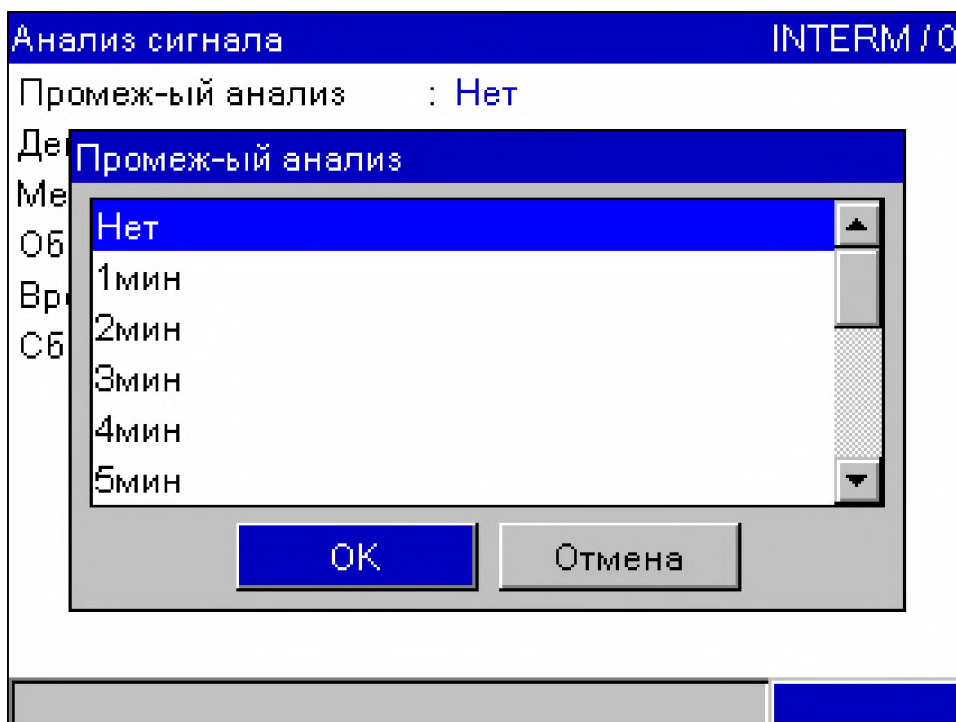 Анализ сигнала INTERM / 0
Промеж-ый анализ : Нет
Промеж-ый анализ
Нет
1мин
2мин
3мин
4мин
5мин
OK Отмена